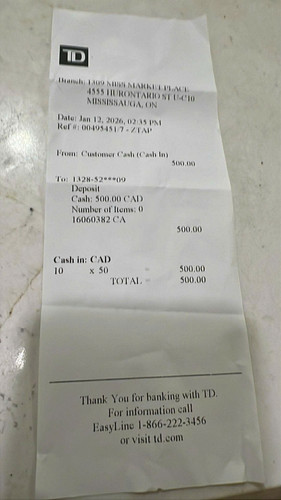 TD
Branch: 1309 MISS MARKET PLACE
4555 HURONTARIO ST U-C10
MISSISSAUGA, ON
Date: Jan 12, 2026, 02:35 PM
Ref #: 00495451/7 - ZTAP
From: Customer Cash (Cash In)
500.00
To: 1328-52***09
Deposit
Cash: 500.00 CAD
Number of Items: 0
16060382 CA
500.00
Cash in: CAD
10 x 50 = 500.00
TOTAL = 500.00
Thank You for banking with TD.
For information call
EasyLine 1-866-222-3456
or visit td.com